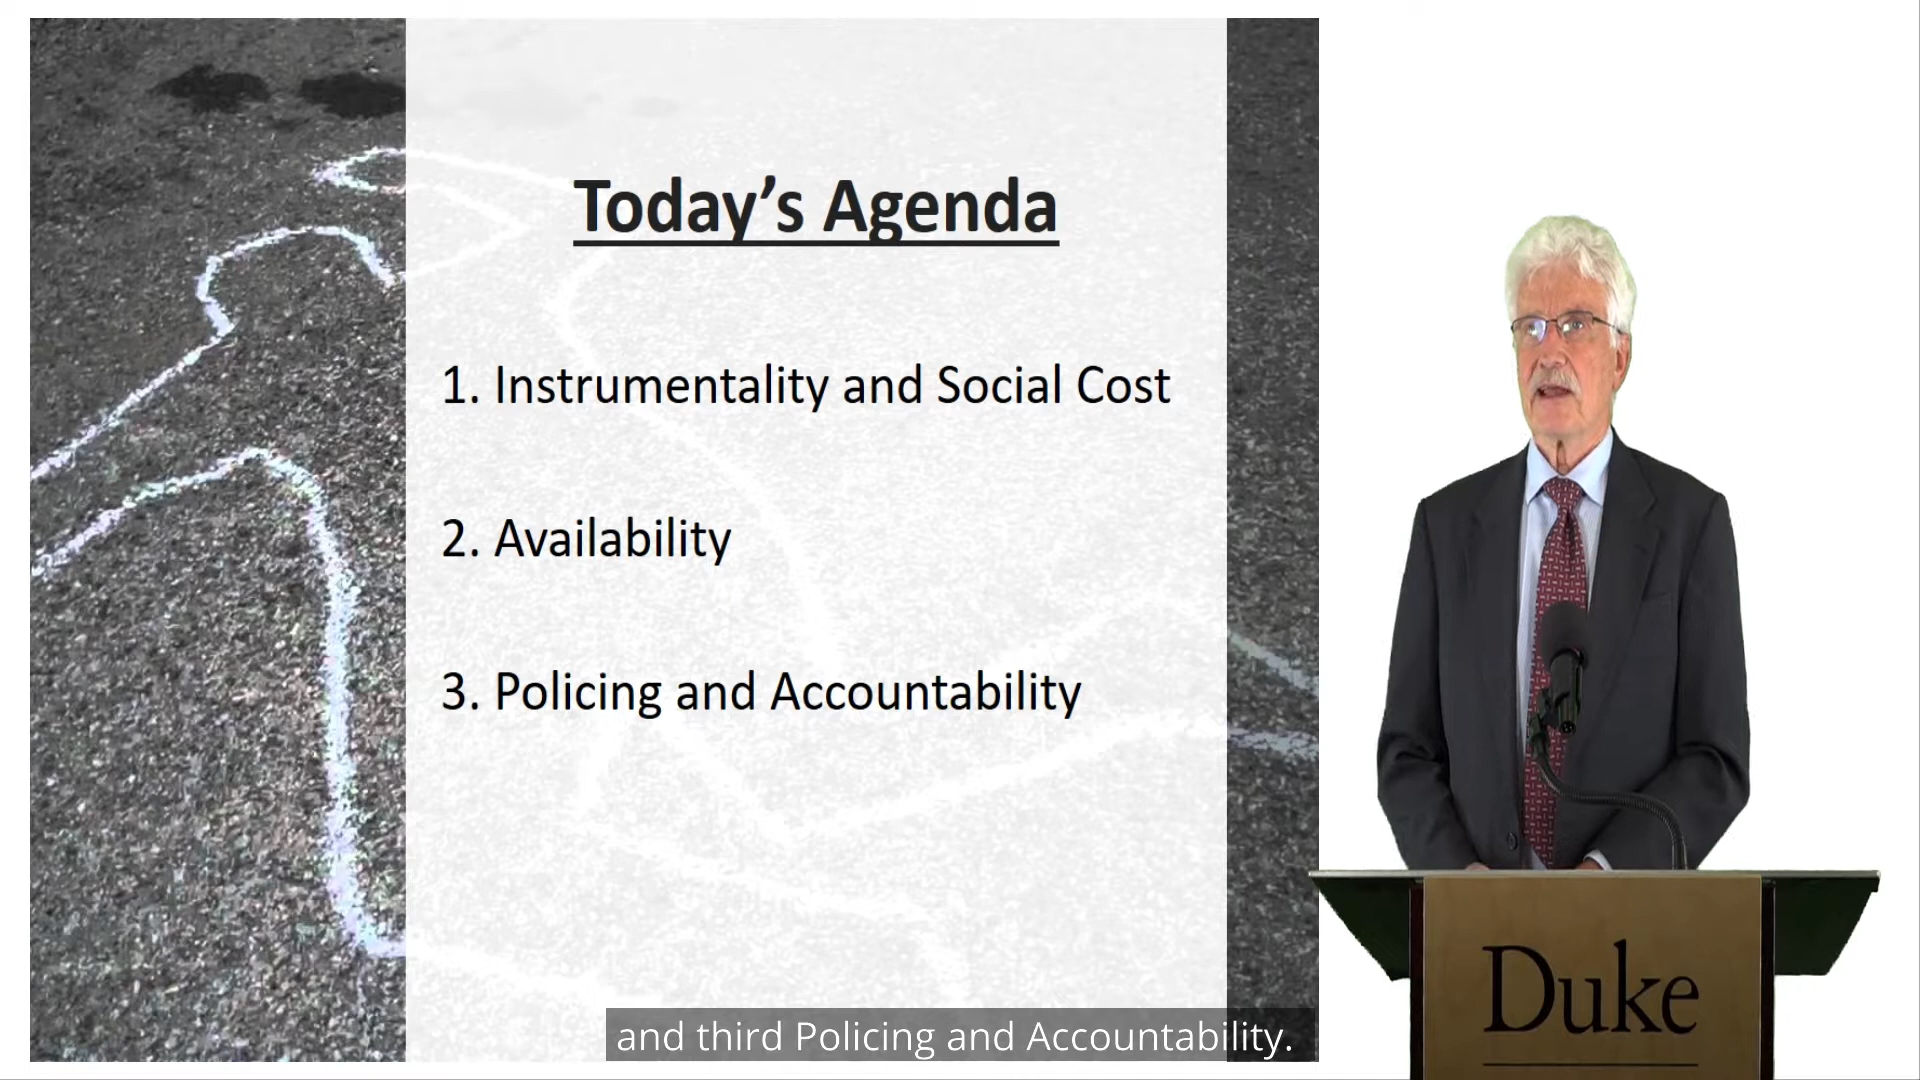 Today’s Agenda
1. Instrumentality and Social Cost
2. Availability
3. Policing and Accountability
and third Policing and Accountability.
Duke